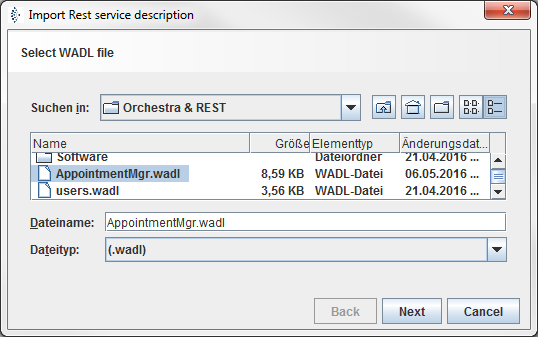 Import Rest service description
Select WADL file
Suchen in: Orchestra & REST
Name Größe Elementtyp Änderungsdat...
Software Dateiordner 21.04.2016 ...
AppointmentMgr.wadl 8,59 KB WADL-Datei 06.05.2016 ...
users.wadl 3,56 KB WADL-Datei 21.04.2016 ...
Dateiname: AppointmentMgr.wadl
Dateityp: (.wadl)
Back Next Cancel